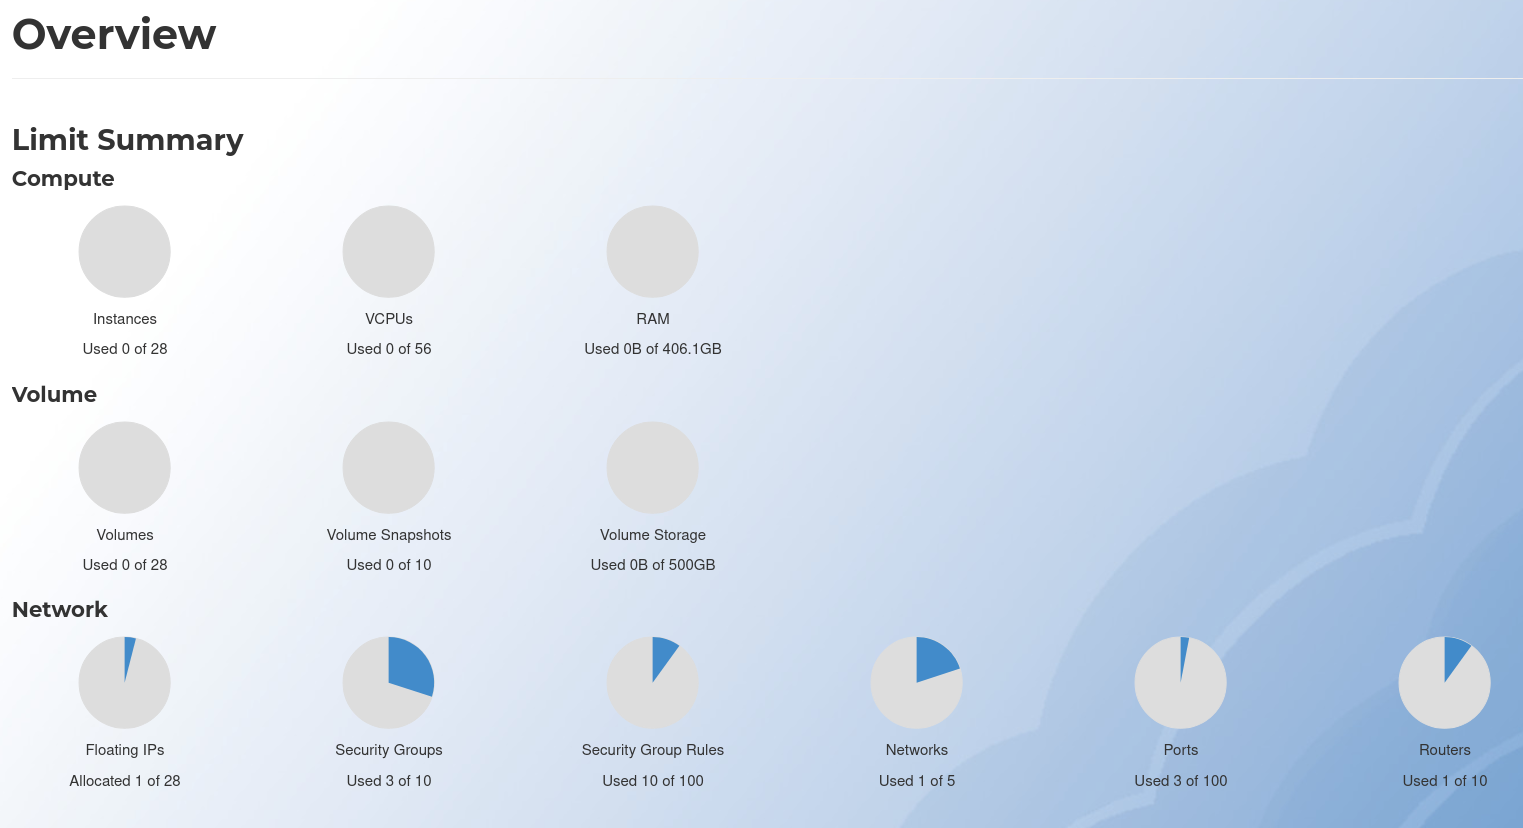 Overview
Limit Summary
Compute
Instances
Used 0 of 28
VCPUs
Used 0 of 56
RAM
Used 0B of 406.1GB
Volume
Volumes
Used 0 of 28
Volume Snapshots
Used 0 of 10
Volume Storage
Used 0B of 500GB
Network
Floating IPs
Allocated 1 of 28
Security Groups
Used 3 of 10
Security Group Rules
Used 10 of 100
Networks
Used 1 of 5
Ports
Used 3 of 100
Routers
Used 1 of 10